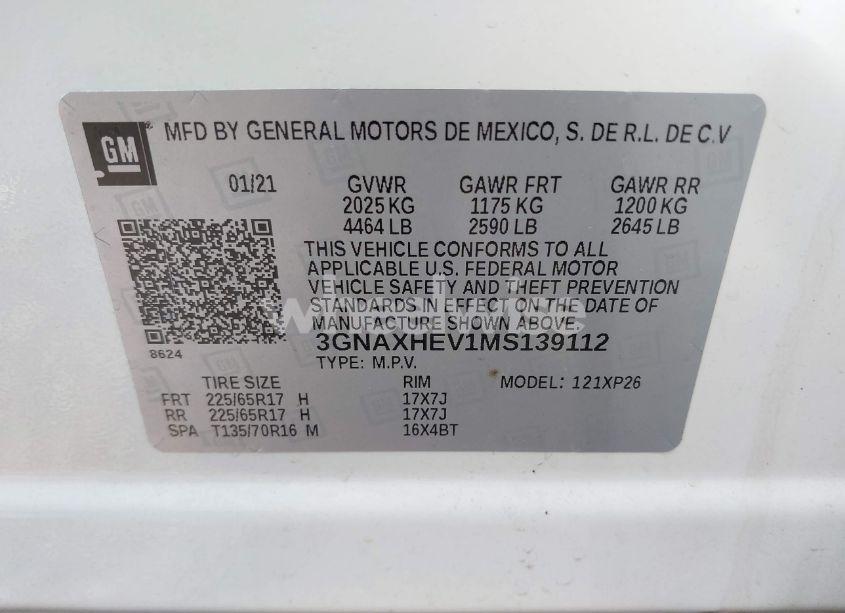 GM
MFD BY GENERAL MOTORS DE MEXICO, S. DE R.L. DE C.V
01/21 GVWR GAWR FRT GAWR RR
2025 KG 1175 KG 1200 KG
4464 LB 2590 LB 2645 LB
THIS VEHICLE CONFORMS TO ALL
APPLICABLE U.S. FEDERAL MOTOR
VEHICLE SAFETY AND THEFT PREVENTION
STANDARDS IN EFFECT ON THE DATE OF
MANUFACTURE SHOWN ABOVE.
3GNAXHEV1MS139112
8624
TYPE: M.P.V.
TIRE SIZE RIM MODEL: 121XP26
FRT 225/65R17 H 17X7J
RR 225/65R17 H 17X7J
SPA T135/70R16 M 16X4BT